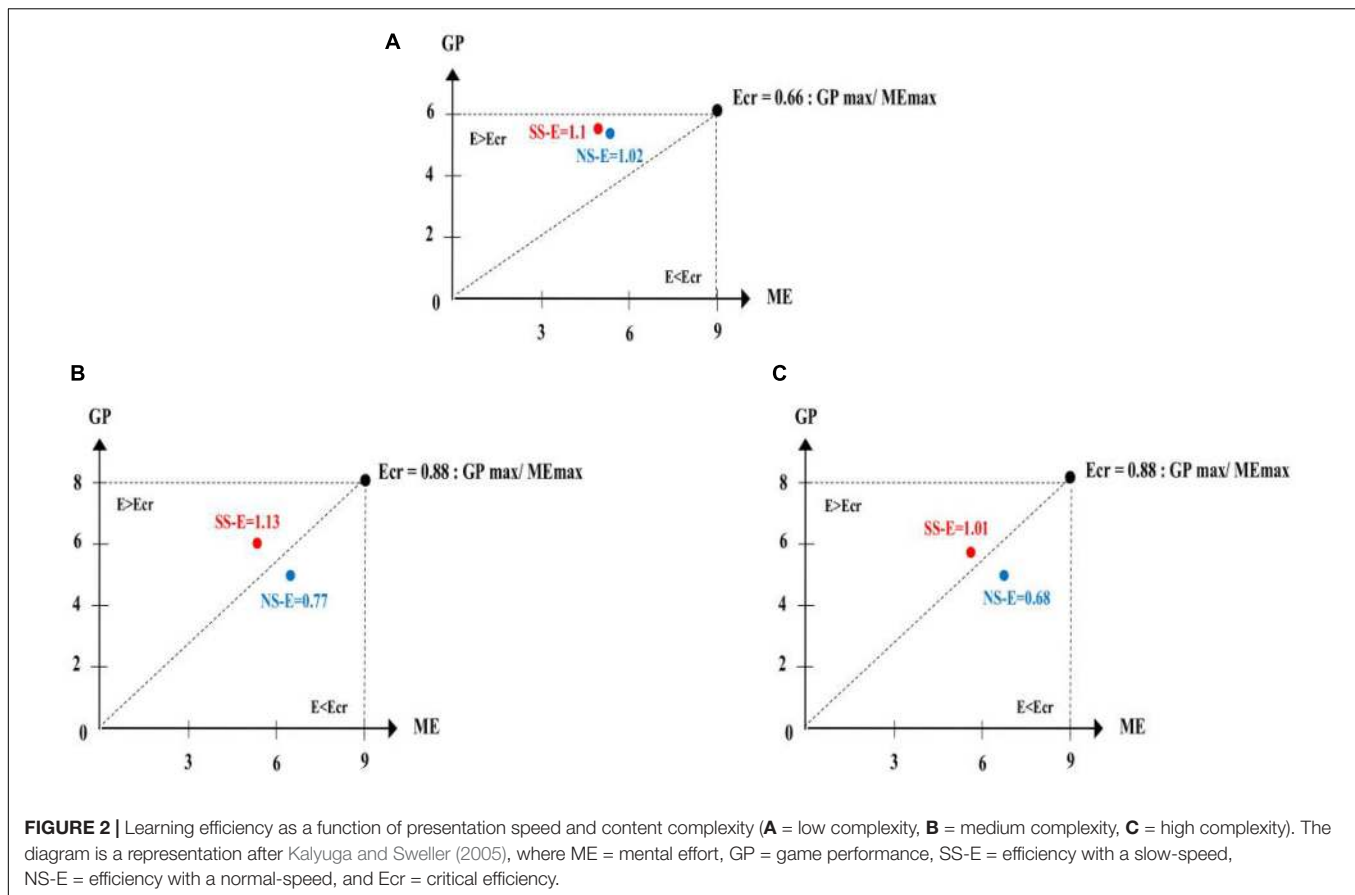 A
GP
Ecr = 0.66 : GP max/ MEmax
6
E>Ecr
SS-E=1.1
NS-E=1.02
4
2
E<Ecr
0
ME
3
6
9
B
GP
Ecr = 0.88 : GP max/ MEmax
8
E>Ecr
SS-E=1.13
6
NS-E=0.77
4
2
E<Ecr
0
ME
3
6
9
C
GP
Ecr = 0.88 : GP max/ MEmax
8
E>Ecr
SS-E=1.01
6
NS-E=0.68
4
2
E<Ecr
0
ME
3
6
9
FIGURE 2 | Learning efficiency as a function of presentation speed and content complexity (A = low complexity, B = medium complexity, C = high complexity). The
diagram is a representation after Kalyuga and Sweller (2005), where ME = mental effort, GP = game performance, SS-E = efficiency with a slow-speed,
NS-E = efficiency with a normal-speed, and Ecr = critical efficiency.